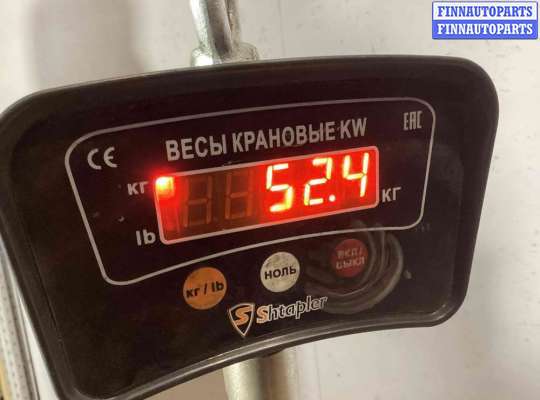 FINNAUTOPARTS
FINNAUTOPARTS
ВЕСЫ КРАНОВЫЕ KW
CE
EAC
кг
52.4
кг
lb
кг / lb
НОЛЬ
ВКЛ/
ВЫКЛ
S
Shtapler